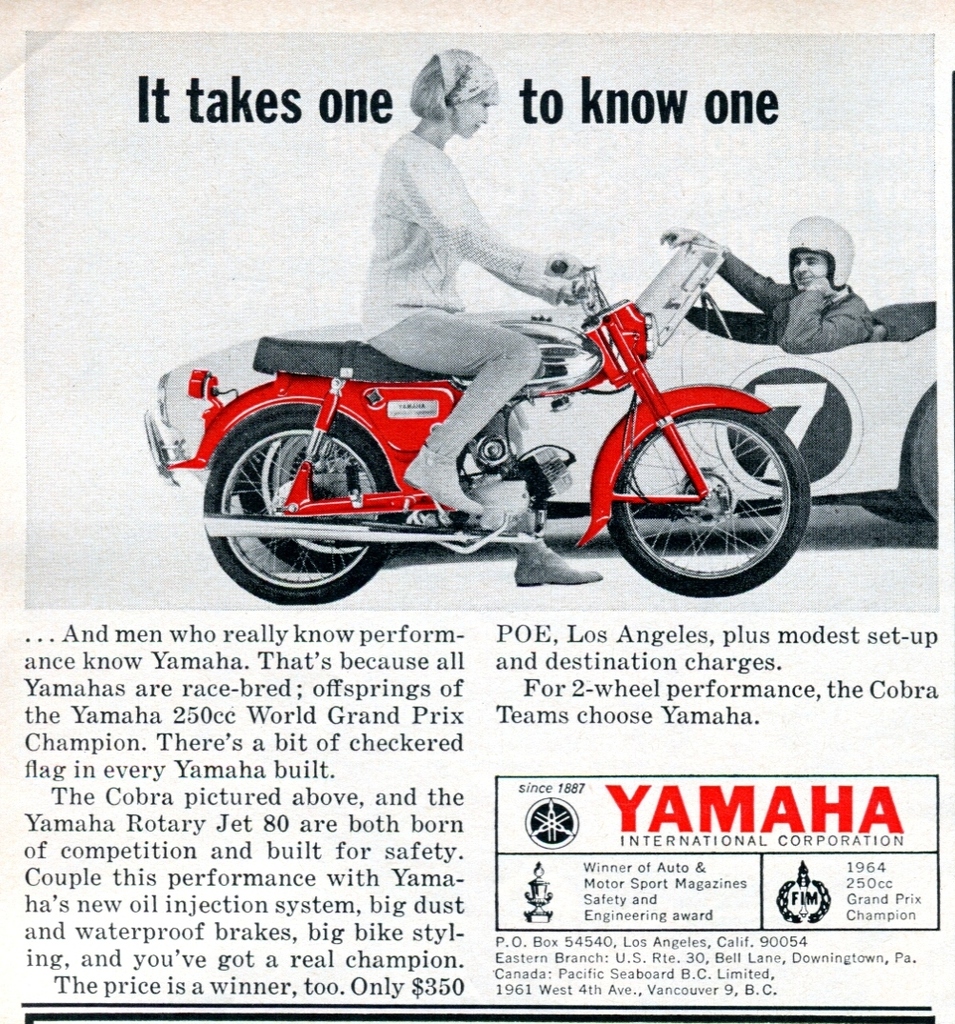 It takes one to know one
7
YAMAHA
. . . And men who really know perform-
ance know Yamaha. That's because all
Yamahas are race-bred; offsprings of
the Yamaha 250cc World Grand Prix
Champion. There's a bit of checkered
flag in every Yamaha built.
The Cobra pictured above, and the
Yamaha Rotary Jet 80 are both born
of competition and built for safety.
Couple this performance with Yama-
ha's new oil injection system, big dust
and waterproof brakes, big bike styl-
ing, and you've got a real champion.
The price is a winner, too. Only $350
POE, Los Angeles, plus modest set-up
and destination charges.
For 2-wheel performance, the Cobra
Teams choose Yamaha.
since 1887
YAMAHA
INTERNATIONAL CORPORATION
Winner of Auto &
Motor Sport Magazines
Safety and
Engineering award
FIM
1964
250cc
Grand Prix
Champion
P.O. Box 54540, Los Angeles, Calif. 90054
Eastern Branch: U.S. Rte. 30, Bell Lane, Downingtown, Pa.
Canada: Pacific Seaboard B.C. Limited,
1961 West 4th Ave., Vancouver 9, B.C.